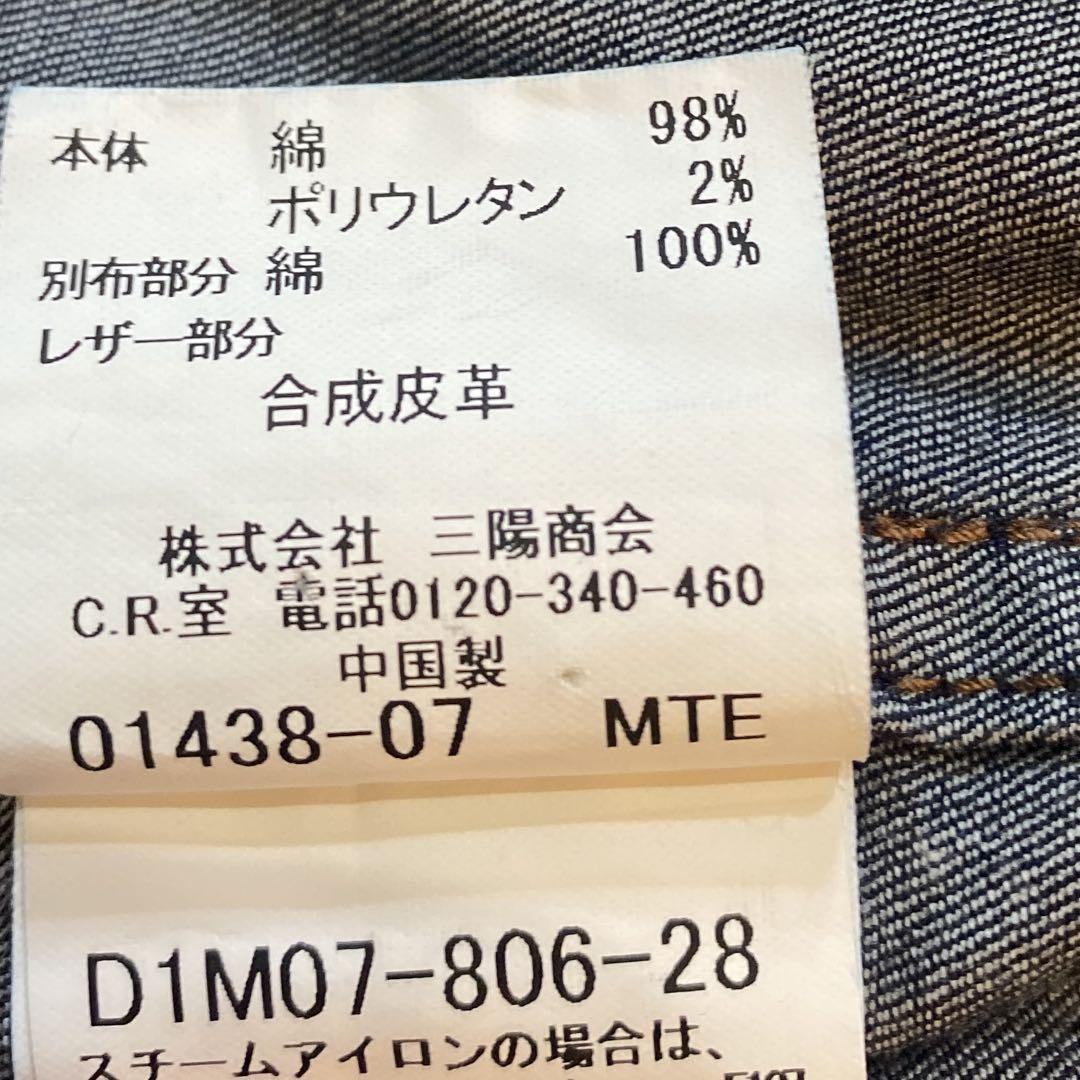 本体 綿 98%
ポリウレタン 2%
別布部分 綿 100%
レザー部分
合成皮革
株式会社 三陽商会
C.R.室 電話0120-340-460
中国製
01438-07 MTE
D1M07-806-28
スチームアイロンの場合は、